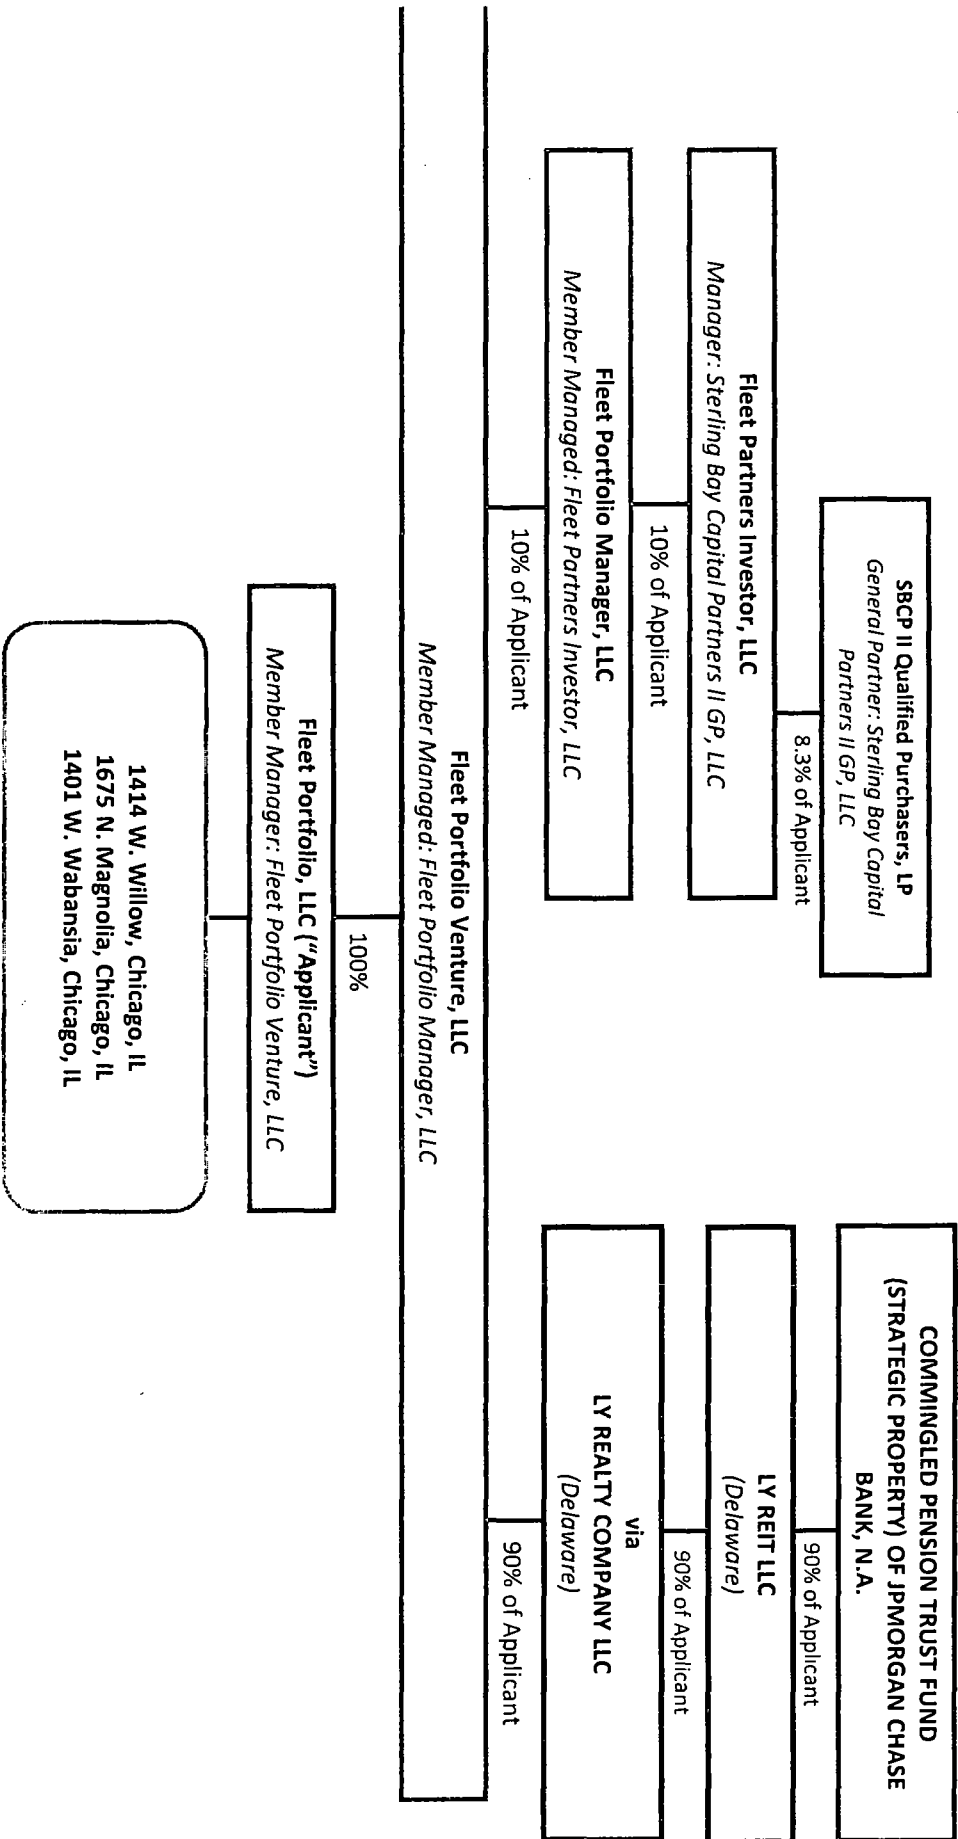 SBCP II Qualified Purchasers, LP
General Partner: Sterling Bay Capital
Partners II GP, LLC
8.3% of Applicant
Fleet Partners Investor, LLC
Manager: Sterling Bay Capital Partners II GP, LLC
10% of Applicant
Fleet Portfolio Manager, LLC
Member Managed: Fleet Partners Investor, LLC
10% of Applicant
COMMINGLED PENSION TRUST FUND
(STRATEGIC PROPERTY) OF JPMORGAN CHASE
BANK, N.A.
90% of Applicant
LY REIT LLC
(Delaware)
90% of Applicant
via
LY REALTY COMPANY LLC
(Delaware)
90% of Applicant
Fleet Portfolio Venture, LLC
Member Managed: Fleet Portfolio Manager, LLC
100%
Fleet Portfolio, LLC ("Applicant")
Member Manager: Fleet Portfolio Venture, LLC
1414 W. Willow, Chicago, IL
1675 N. Magnolia, Chicago, IL
1401 W. Wabansia, Chicago, IL